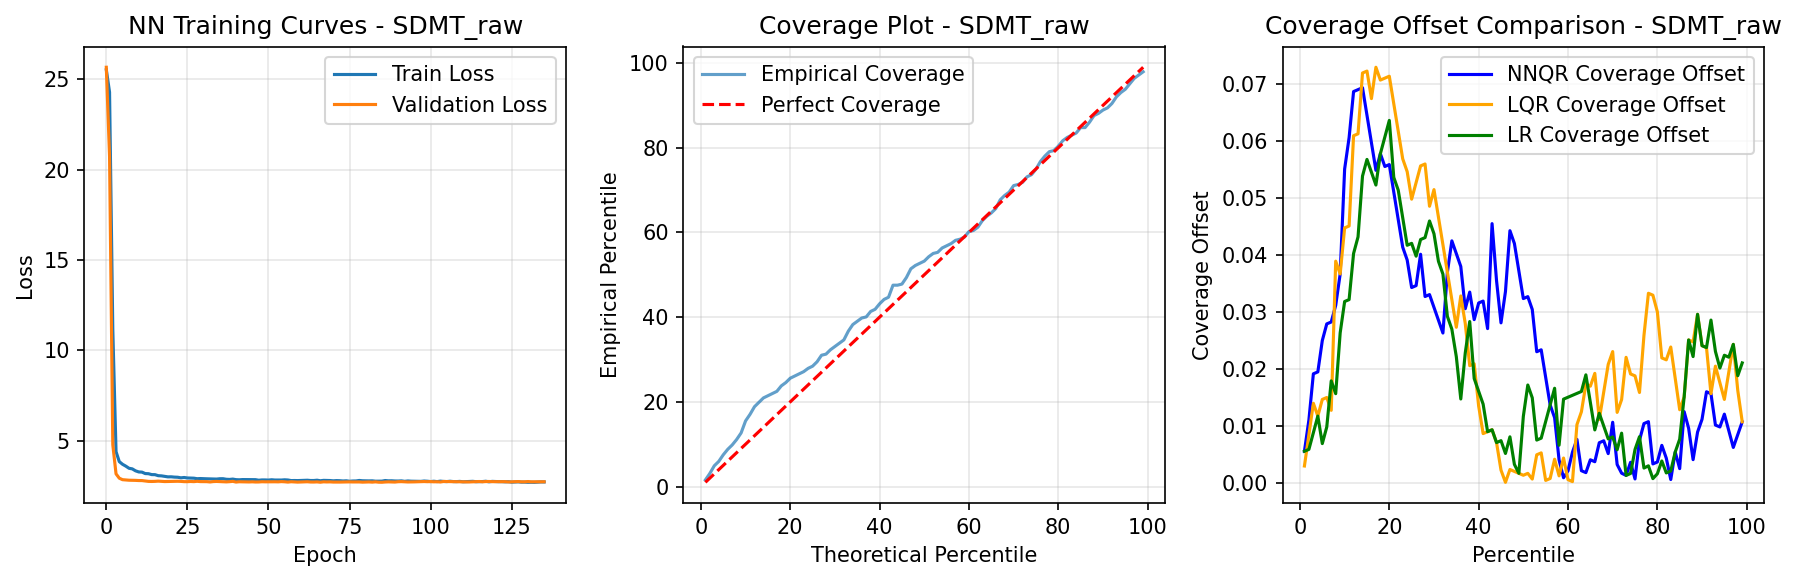 NN Training Curves - SDMT_raw
Train Loss
Validation Loss
25
20
15
10
5
Loss
0
25
50
75
100
125
Epoch
Coverage Plot - SDMT_raw
Empirical Coverage
Perfect Coverage
100
80
60
40
20
0
Empirical Percentile
0
20
40
60
80
100
Theoretical Percentile
Coverage Offset Comparison - SDMT_raw
NNQR Coverage Offset
LQR Coverage Offset
LR Coverage Offset
0.07
0.06
0.05
0.04
0.03
0.02
0.01
0.00
Coverage Offset
0
20
40
60
80
100
Percentile